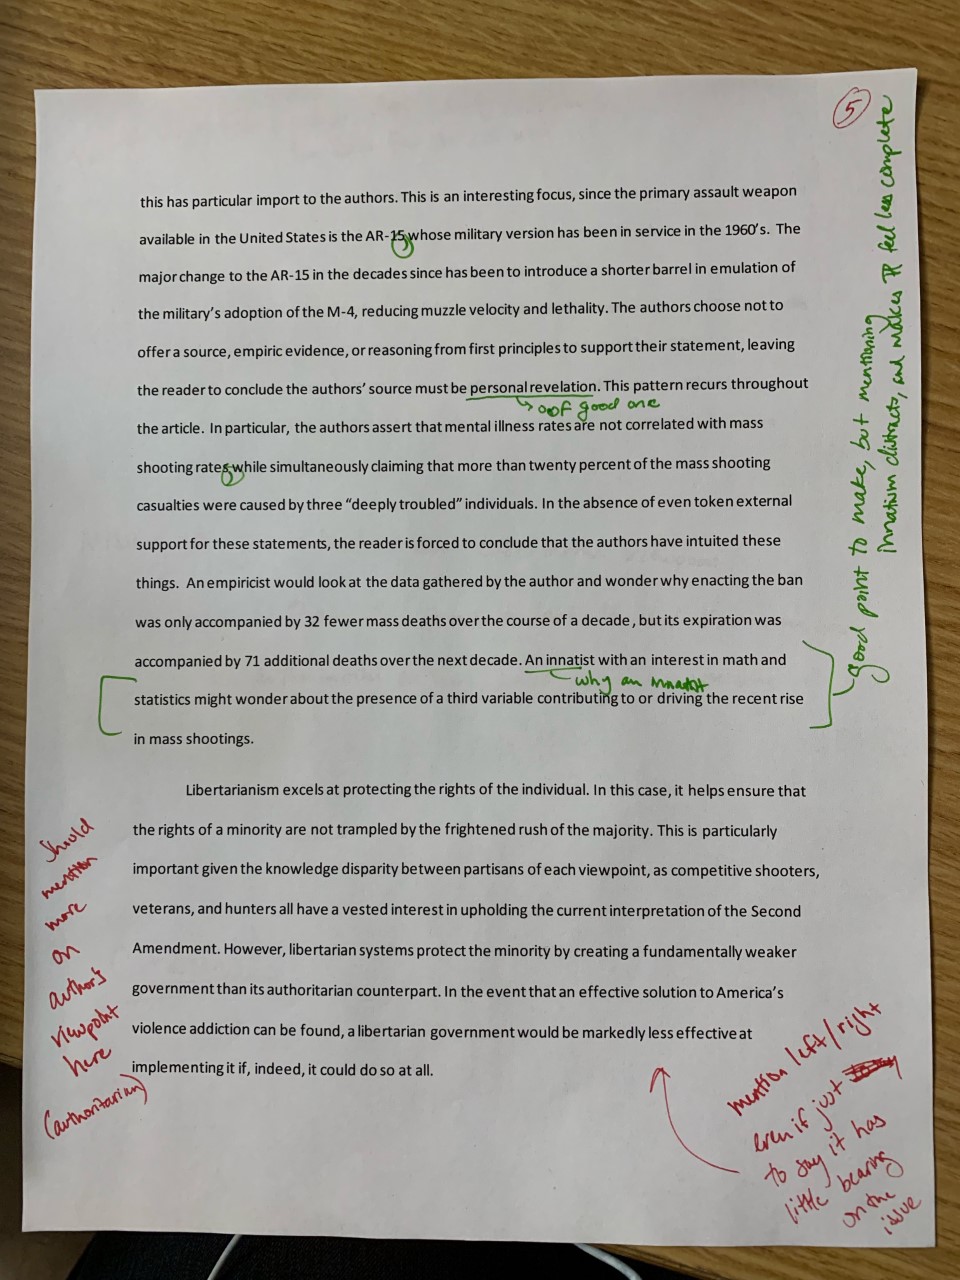 5
this has particular import to the authors. This is an interesting focus, since the primary assault weapon
available in the United States is the AR-15, whose military version has been in service in the 1960's. The
major change to the AR-15 in the decades since has been to introduce a shorter barrel in emulation of
the military's adoption of the M-4, reducing muzzle velocity and lethality. The authors choose not to
offer a source, empiric evidence, or reasoning from first principles to support their statement, leaving
the reader to conclude the authors' source must be personal revelation. This pattern recurs throughout
oof good one
the article. In particular, the authors assert that mental illness rates are not correlated with mass
shooting rates, while simultaneously claiming that more than twenty percent of the mass shooting
casualties were caused by three "deeply troubled" individuals. In the absence of even token external
support for these statements, the reader is forced to conclude that the authors have intuited these
things. An empiricist would look at the data gathered by the author and wonder why enacting the ban
was only accompanied by 32 fewer mass deaths over the course of a decade, but its expiration was
accompanied by 71 additional deaths over the next decade. An innatist with an interest in math and
why an innatist
statistics might wonder about the presence of a third variable contributing to or driving the recent rise
in mass shootings.
good point to make, but mentioning
innatism distracts, and makes feel less complete
Libertarianism excels at protecting the rights of the individual. In this case, it helps ensure that
the rights of a minority are not trampled by the frightened rush of the majority. This is particularly
important given the knowledge disparity between partisans of each viewpoint, as competitive shooters,
veterans, and hunters all have a vested interest in upholding the current interpretation of the Second
Amendment. However, libertarian systems protect the minority by creating a fundamentally weaker
government than its authoritarian counterpart. In the event that an effective solution to America's
violence addiction can be found, a libertarian government would be markedly less effective at
implementing it if, indeed, it could do so at all.
should
mention
more
on
author's
viewpoint
here
(authoritarian)
mention left/right
even if just
to say it has
little bearing
on the
issue